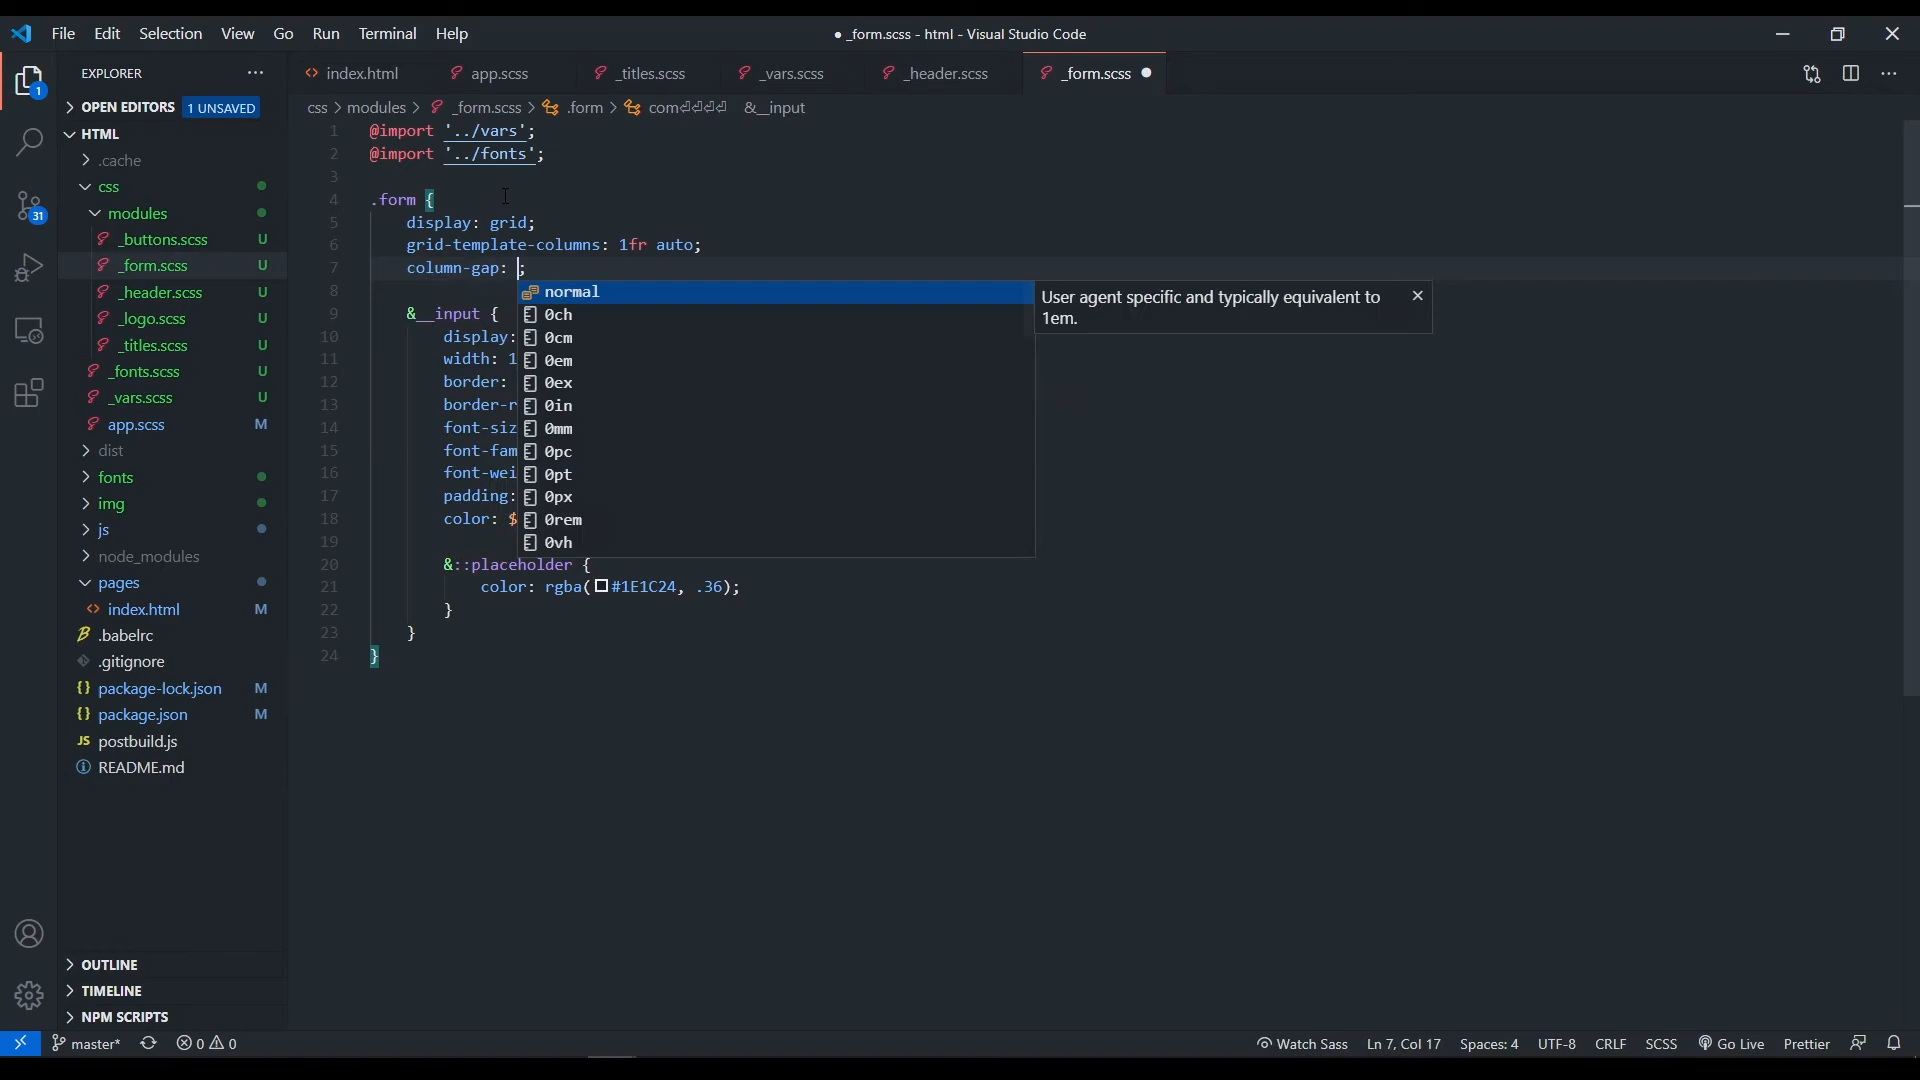 File Edit Selection View Go Run Terminal Help
● _form.scss - html - Visual Studio Code
EXPLORER
OPEN EDITORS 1 UNSAVED
HTML
.cache
css
modules
_buttons.scss U
_form.scss U
_header.scss U
_logo.scss U
_titles.scss U
_fonts.scss U
_vars.scss U
app.scss M
dist
fonts
img
js
node_modules
pages
index.html M
.babelrc
.gitignore
package-lock.json M
package.json M
postbuild.js
README.md
OUTLINE
TIMELINE
NPM SCRIPTS
1
31
index.html app.scss _titles.scss _vars.scss _header.scss _form.scss ●
css > modules > _form.scss > .form > com⏎⏎⏎⏎ &__input
1 @import '../vars';
2 @import '../fonts';
3
4 .form {
5 display: grid;
6 grid-template-columns: 1fr auto;
7 column-gap: ;
8
9 &__input {
10 display:
11 width: 1
12 border:
13 border-r
14 font-siz
15 font-fam
16 font-wei
17 padding:
18 color: $
19
20 &::placeholder {
21 color: rgba(#1E1C24, .36);
22 }
23 }
24 }
normal
0ch
0cm
0em
0ex
0in
0mm
0pc
0pt
0px
0rem
0vh
User agent specific and typically equivalent to
1em.
master* 0 0 Watch Sass Ln 7, Col 17 Spaces: 4 UTF-8 CRLF SCSS Go Live Prettier